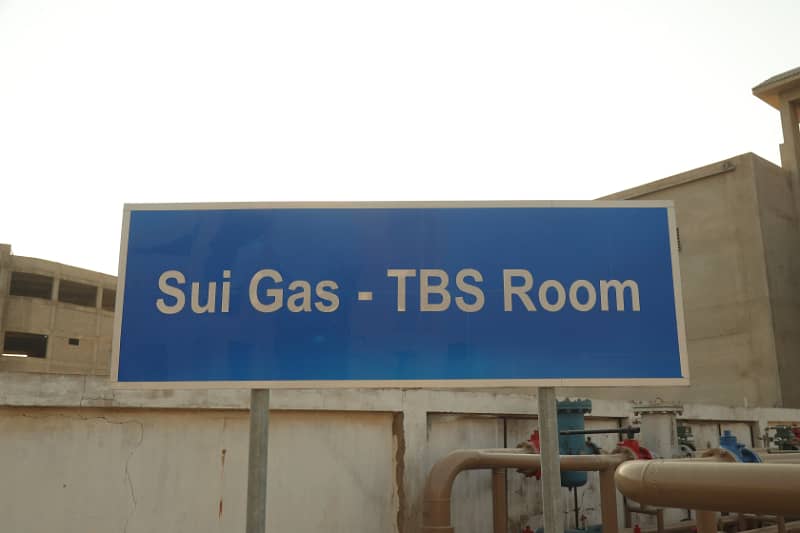 Sui Gas - TBS Room